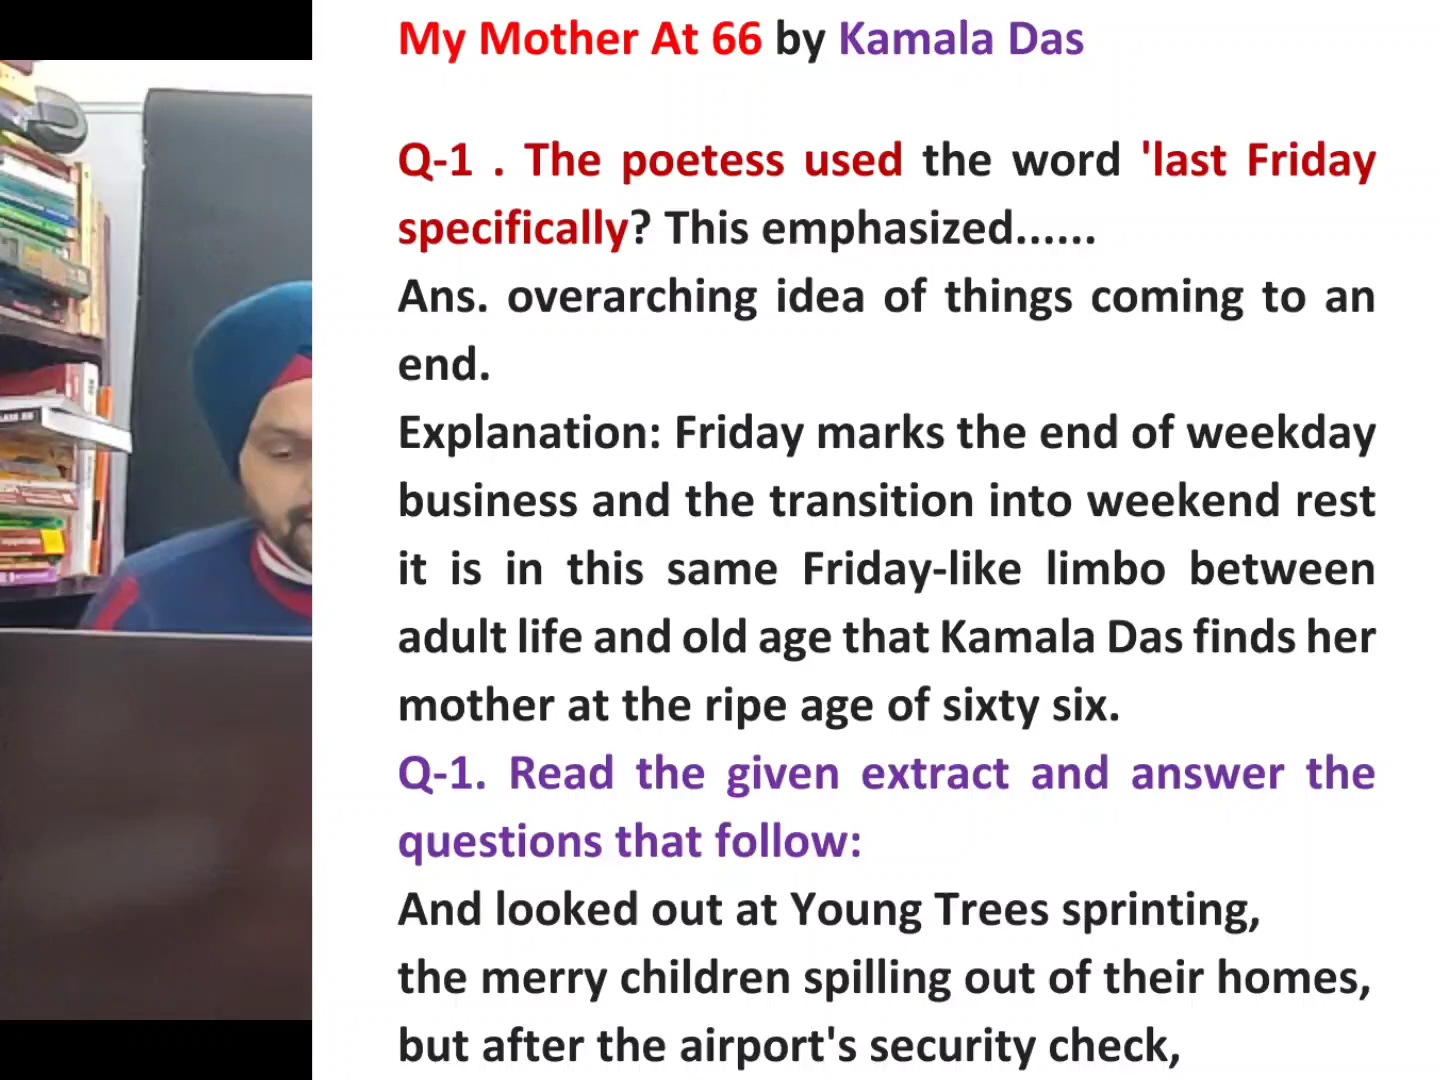 My Mother At 66 by Kamala Das
Q-1 . The poetess used the word 'last Friday
specifically? This emphasized......
Ans. overarching idea of things coming to an
end.
Explanation: Friday marks the end of weekday
business and the transition into weekend rest
it is in this same Friday-like limbo between
adult life and old age that Kamala Das finds her
mother at the ripe age of sixty six.
Q-1. Read the given extract and answer the
questions that follow:
And looked out at Young Trees sprinting,
the merry children spilling out of their homes,
but after the airport's security check,